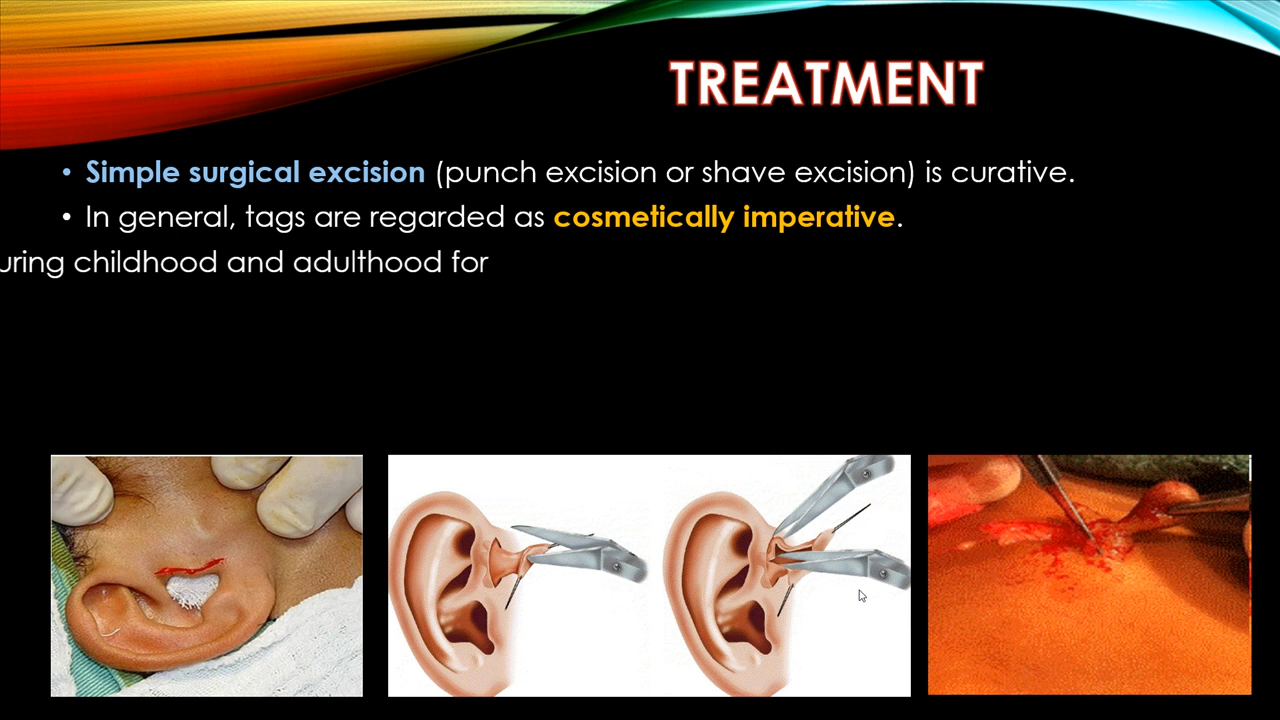 TREATMENT
• Simple surgical excision (punch excision or shave excision) is curative.
• In general, tags are regarded as cosmetically imperative.
uring childhood and adulthood for